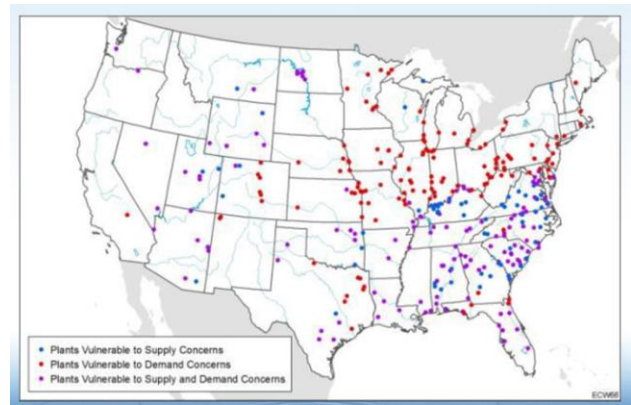 Plants Vulnerable to Supply Concerns
Plants Vulnerable to Demand Concerns
Plants Vulnerable to Supply and Demand Concerns
ECW66